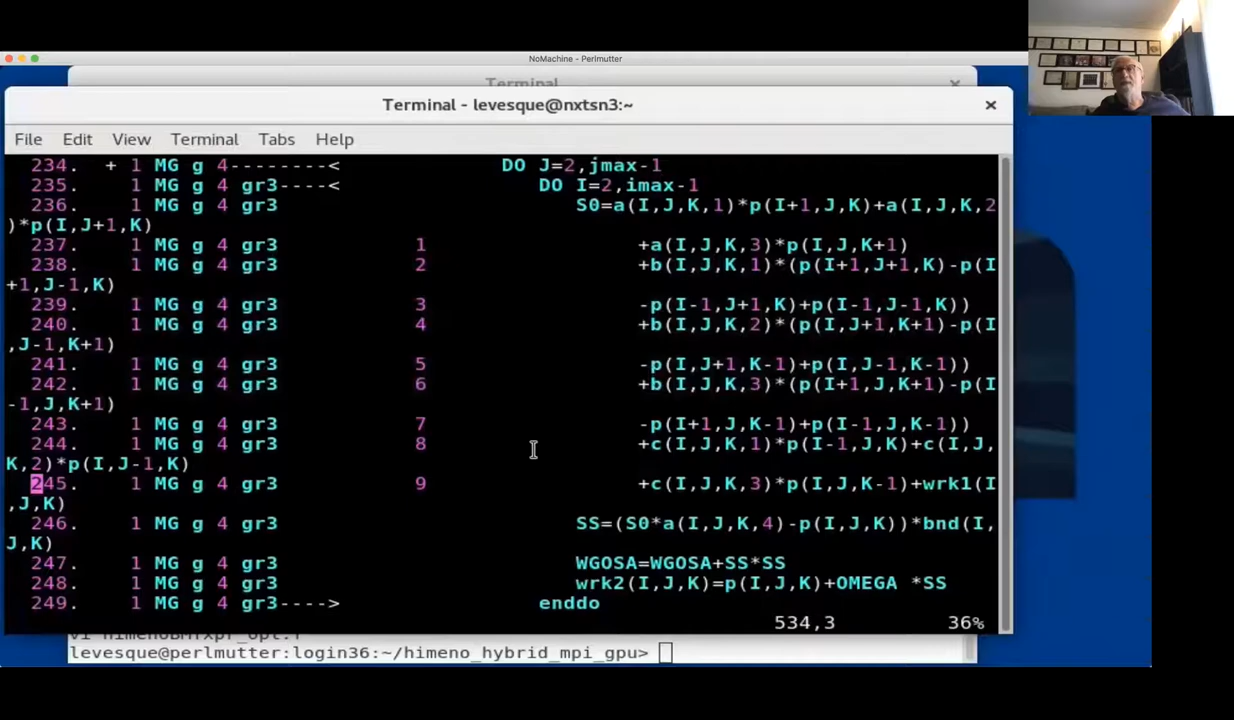 NoMachine - Perlmutter
Terminal
Terminal - levesque@nxtsn3:~
File Edit View Terminal Tabs Help
234. + 1 MG g 4--------< DO J=2,jmax-1
235. 1 MG g 4 gr3----< DO I=2,imax-1
236. 1 MG g 4 gr3 S0=a(I,J,K,1)*p(I+1,J,K)+a(I,J,K,2
)*p(I,J+1,K)
237. 1 MG g 4 gr3 1 +a(I,J,K,3)*p(I,J,K+1)
238. 1 MG g 4 gr3 2 +b(I,J,K,1)*(p(I+1,J+1,K)-p(I
+1,J-1,K)
239. 1 MG g 4 gr3 3 -p(I-1,J+1,K)+p(I-1,J-1,K))
240. 1 MG g 4 gr3 4 +b(I,J,K,2)*(p(I,J+1,K+1)-p(I
,J-1,K+1)
241. 1 MG g 4 gr3 5 -p(I,J+1,K-1)+p(I,J-1,K-1))
242. 1 MG g 4 gr3 6 +b(I,J,K,3)*(p(I+1,J,K+1)-p(I
-1,J,K+1)
243. 1 MG g 4 gr3 7 -p(I+1,J,K-1)+p(I-1,J,K-1))
244. 1 MG g 4 gr3 8 +c(I,J,K,1)*p(I-1,J,K)+c(I,J,
K,2)*p(I,J-1,K)
245. 1 MG g 4 gr3 9 +c(I,J,K,3)*p(I,J,K-1)+wrk1(I
,J,K)
246. 1 MG g 4 gr3 SS=(S0*a(I,J,K,4)-p(I,J,K))*bnd(I,
J,K)
247. 1 MG g 4 gr3 WGOSA=WGOSA+SS*SS
248. 1 MG g 4 gr3 wrk2(I,J,K)=p(I,J,K)+OMEGA *SS
249. 1 MG g 4 gr3----> enddo
534,3 36%
levesque@perlmutter:login36:~/himeno_hybrid_mpi_gpu>